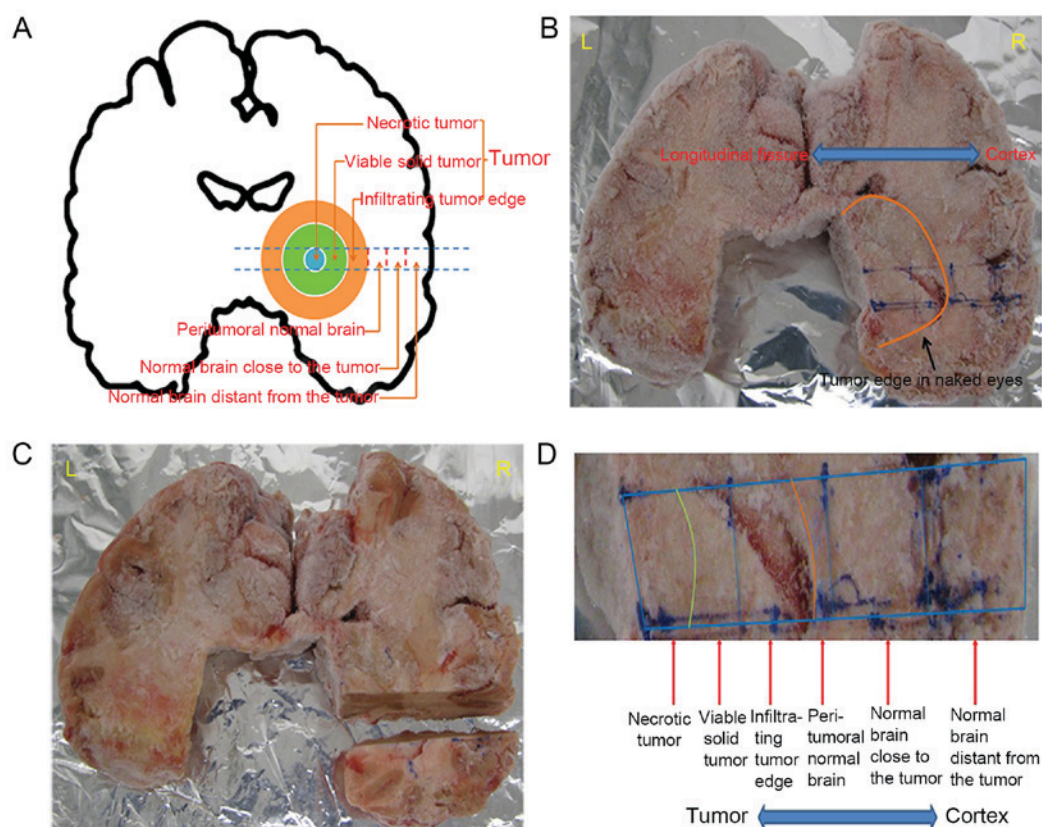 A
Necrotic tumor
Viable solid tumor
Tumor
Infiltrating tumor edge
Peritumoral normal brain
Normal brain close to the tumor
Normal brain distant from the tumor
B
L
R
Longitudinal fissure
Cortex
Tumor edge in naked eyes
C
L
R
D
Necrotic
tumor
Viable
solid
tumor
Infiltra-
ting
tumor
edge
Peri-
tumoral
normal
brain
Normal
brain
close to
the tumor
Normal
brain
distant from
the tumor
Tumor
Cortex